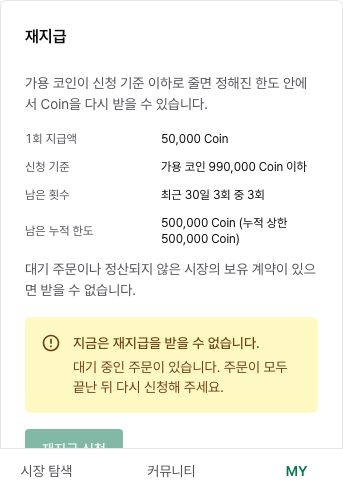 재지급
가용 코인이 신청 기준 이하로 줄면 정해진 한도 안에
서 Coin을 다시 받을 수 있습니다.
1회 지급액 50,000 Coin
신청 기준 가용 코인 990,000 Coin 이하
남은 횟수 최근 30일 3회 중 3회
남은 누적 한도 500,000 Coin (누적 상한
500,000 Coin)
대기 주문이나 정산되지 않은 시장의 보유 계약이 있으
면 받을 수 없습니다.
지금은 재지급을 받을 수 없습니다.
대기 중인 주문이 있습니다. 주문이 모두
끝난 뒤 다시 신청해 주세요.
재지급 신청
시장 탐색 커뮤니티 MY